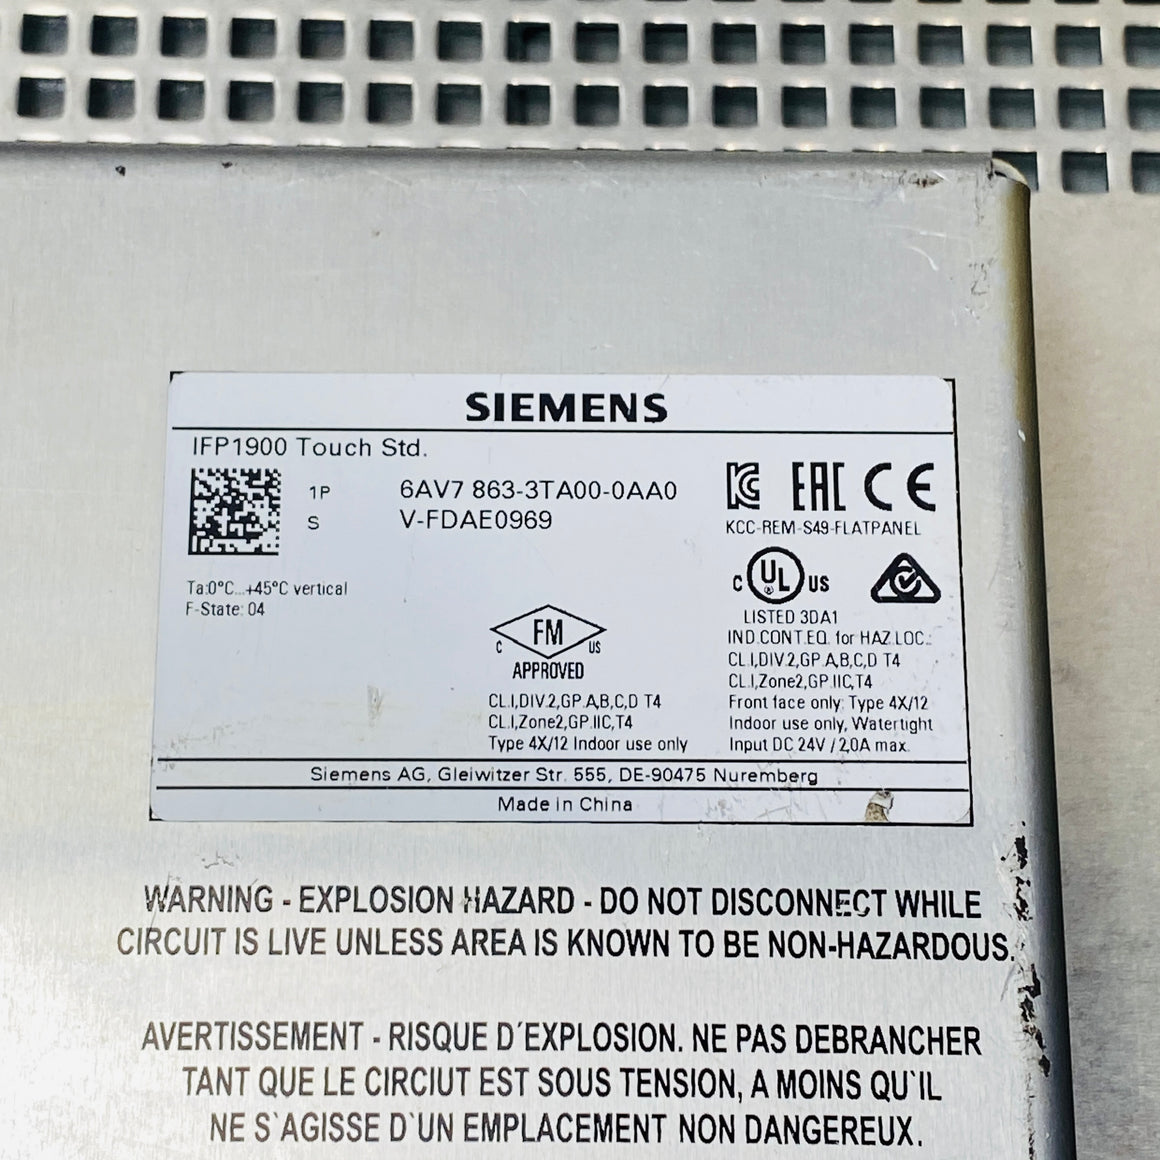 SIEMENS
IFP1900 Touch Std.
1P 6AV7 863-3TA00-0AA0
S V-FDAE0969
EAC CE
KCC-REM-S49-FLATPANEL
Ta:0°C...+45°C vertical
F-State: 04
C UL US
LISTED 3DA1
IND.CONT.EQ. for HAZ.LOC.:
CL.I,DIV.2,GP.A,B,C,D T4
CL.I,Zone2,GP.IIC,T4
Front face only: Type 4X/12
Indoor use only, Watertight
Input DC 24V / 2,0A max.
C FM US
APPROVED
CL.I,DIV.2,GP.A,B,C,D T4
CL.I,Zone2,GP.IIC,T4
Type 4X/12 Indoor use only
Siemens AG, Gleiwitzer Str. 555, DE-90475 Nuremberg
Made in China
WARNING - EXPLOSION HAZARD - DO NOT DISCONNECT WHILE
CIRCUIT IS LIVE UNLESS AREA IS KNOWN TO BE NON-HAZARDOUS.
AVERTISSEMENT - RISQUE D´EXPLOSION. NE PAS DEBRANCHER
TANT QUE LE CIRCIUT EST SOUS TENSION, A MOINS QU`IL
NE S`AGISSE D`UN EMPLACEMENT NON DANGEREUX.